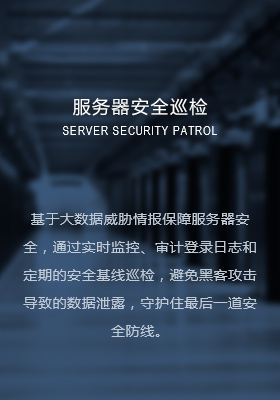 服务器安全巡检
SERVER SECURITY PATROL
基于大数据威胁情报保障服务器安
全，通过实时监控、审计登录日志和
定期的安全基线巡检，避免黑客攻击
导致的数据泄露，守护住最后一道安
全防线。